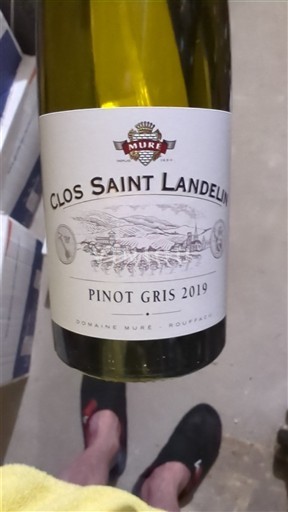 MURÉ
CLOS SAINT LANDELIN
PINOT GRIS 2019
DOMAINE MURÉ - ROUFFACH